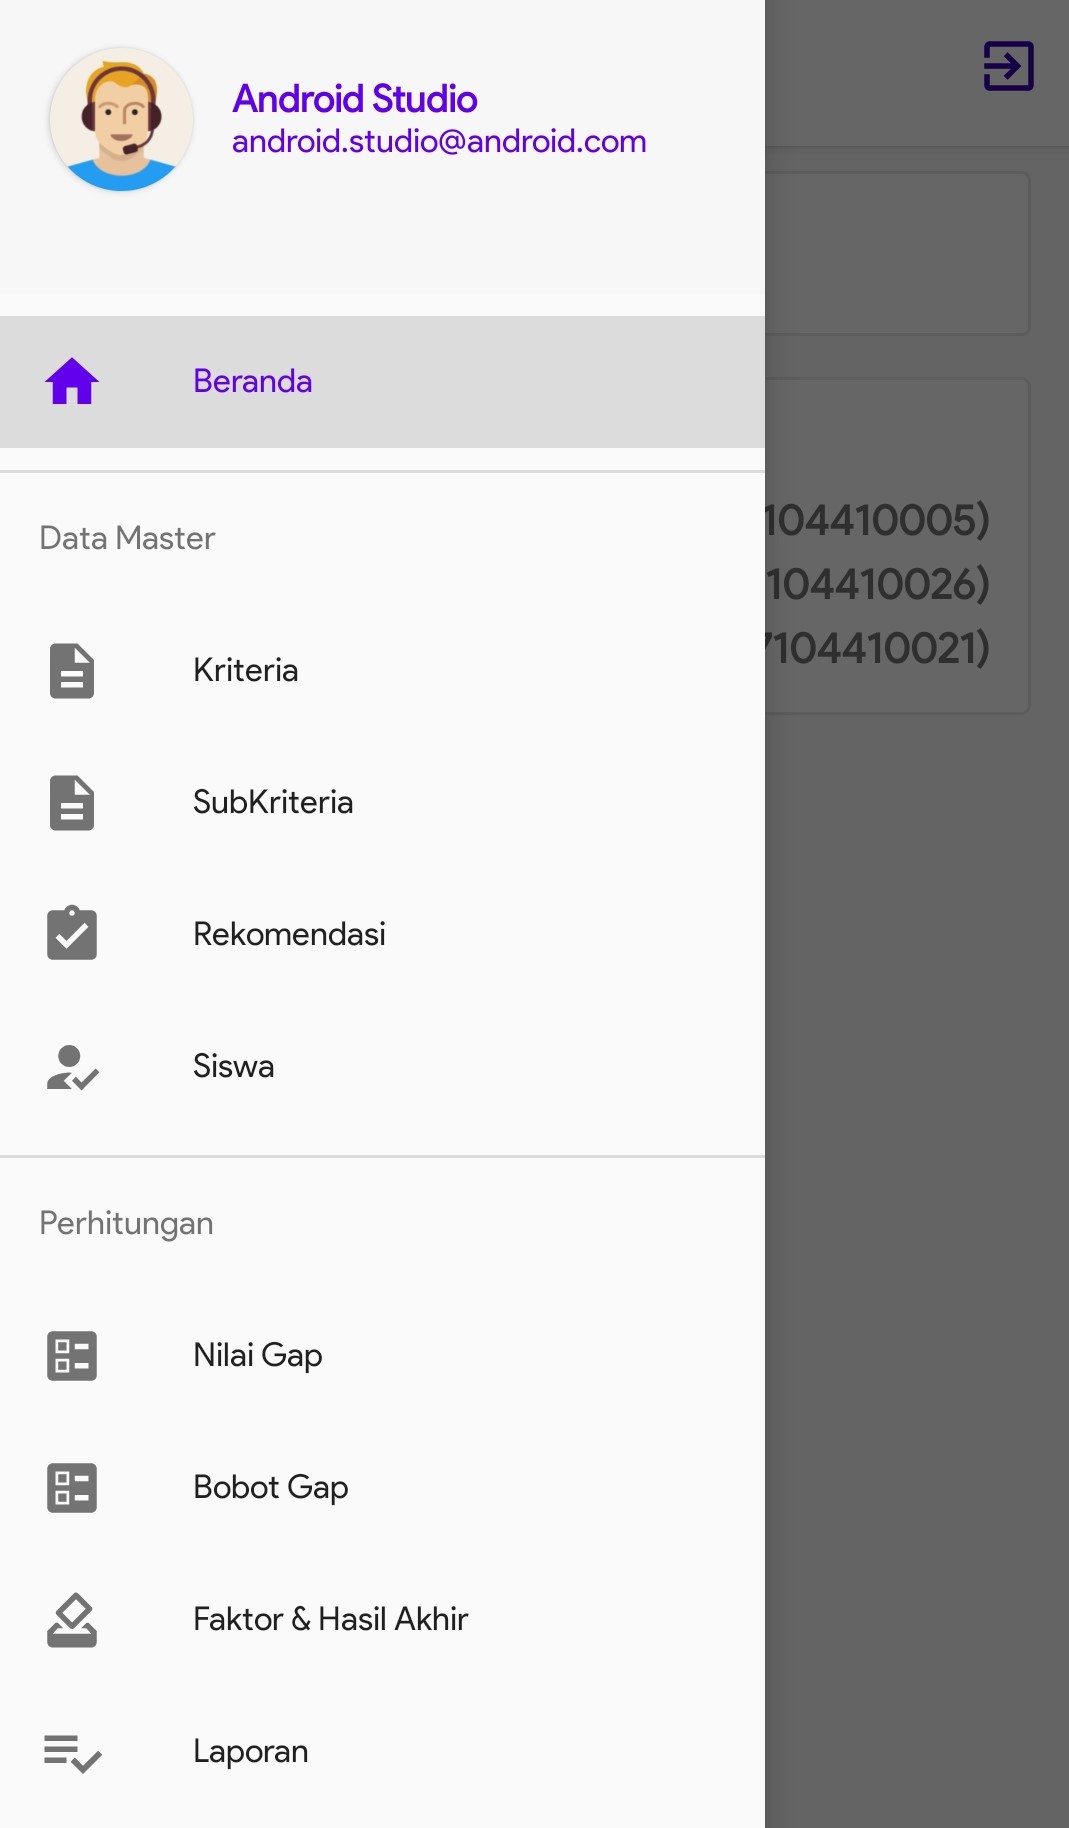 Android Studio
android.studio@android.com
Beranda
Data Master
104410005)
104410026)
104410021)
Kriteria
SubKriteria
Rekomendasi
Siswa
Perhitungan
Nilai Gap
Bobot Gap
Faktor & Hasil Akhir
Laporan